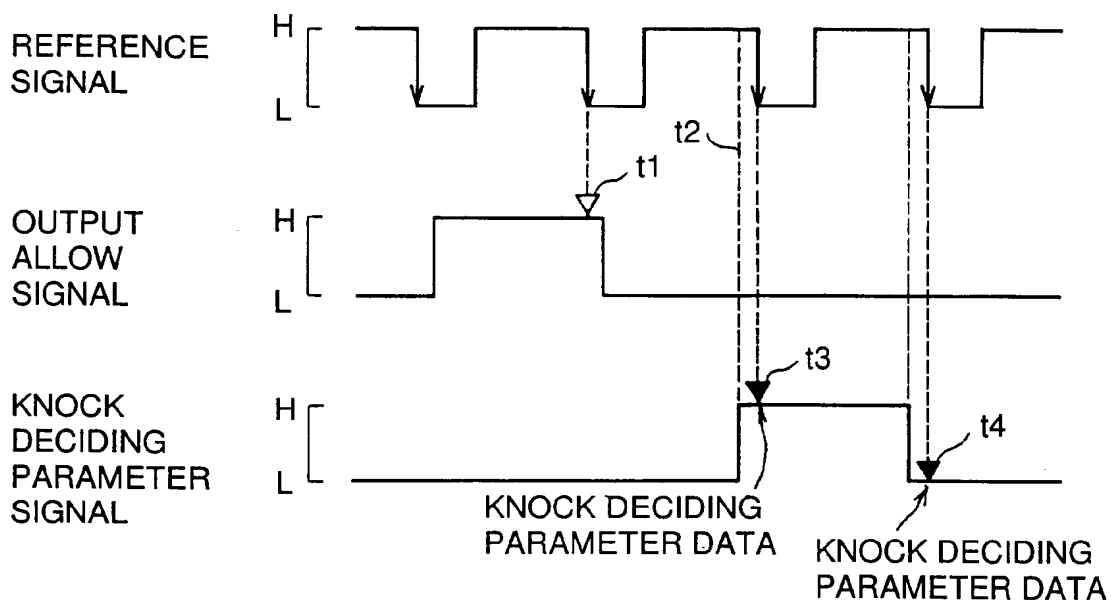 REFERENCE
SIGNAL
H
L
t2
t1
OUTPUT
ALLOW
SIGNAL
H
L
t3
KNOCK
DECIDING
PARAMETER
SIGNAL
H
L
t4
KNOCK DECIDING
PARAMETER DATA
KNOCK DECIDING
PARAMETER DATA